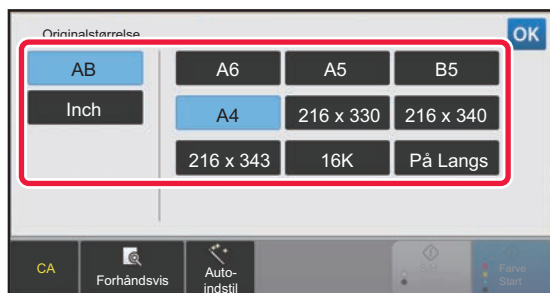 Originalstørrelse
OK
AB
A6
A5
B5
Inch
A4
216 x 330
216 x 340
216 x 343
16K
På Langs
CA
Forhåndsvis
Auto-
indstil
Farve
Start